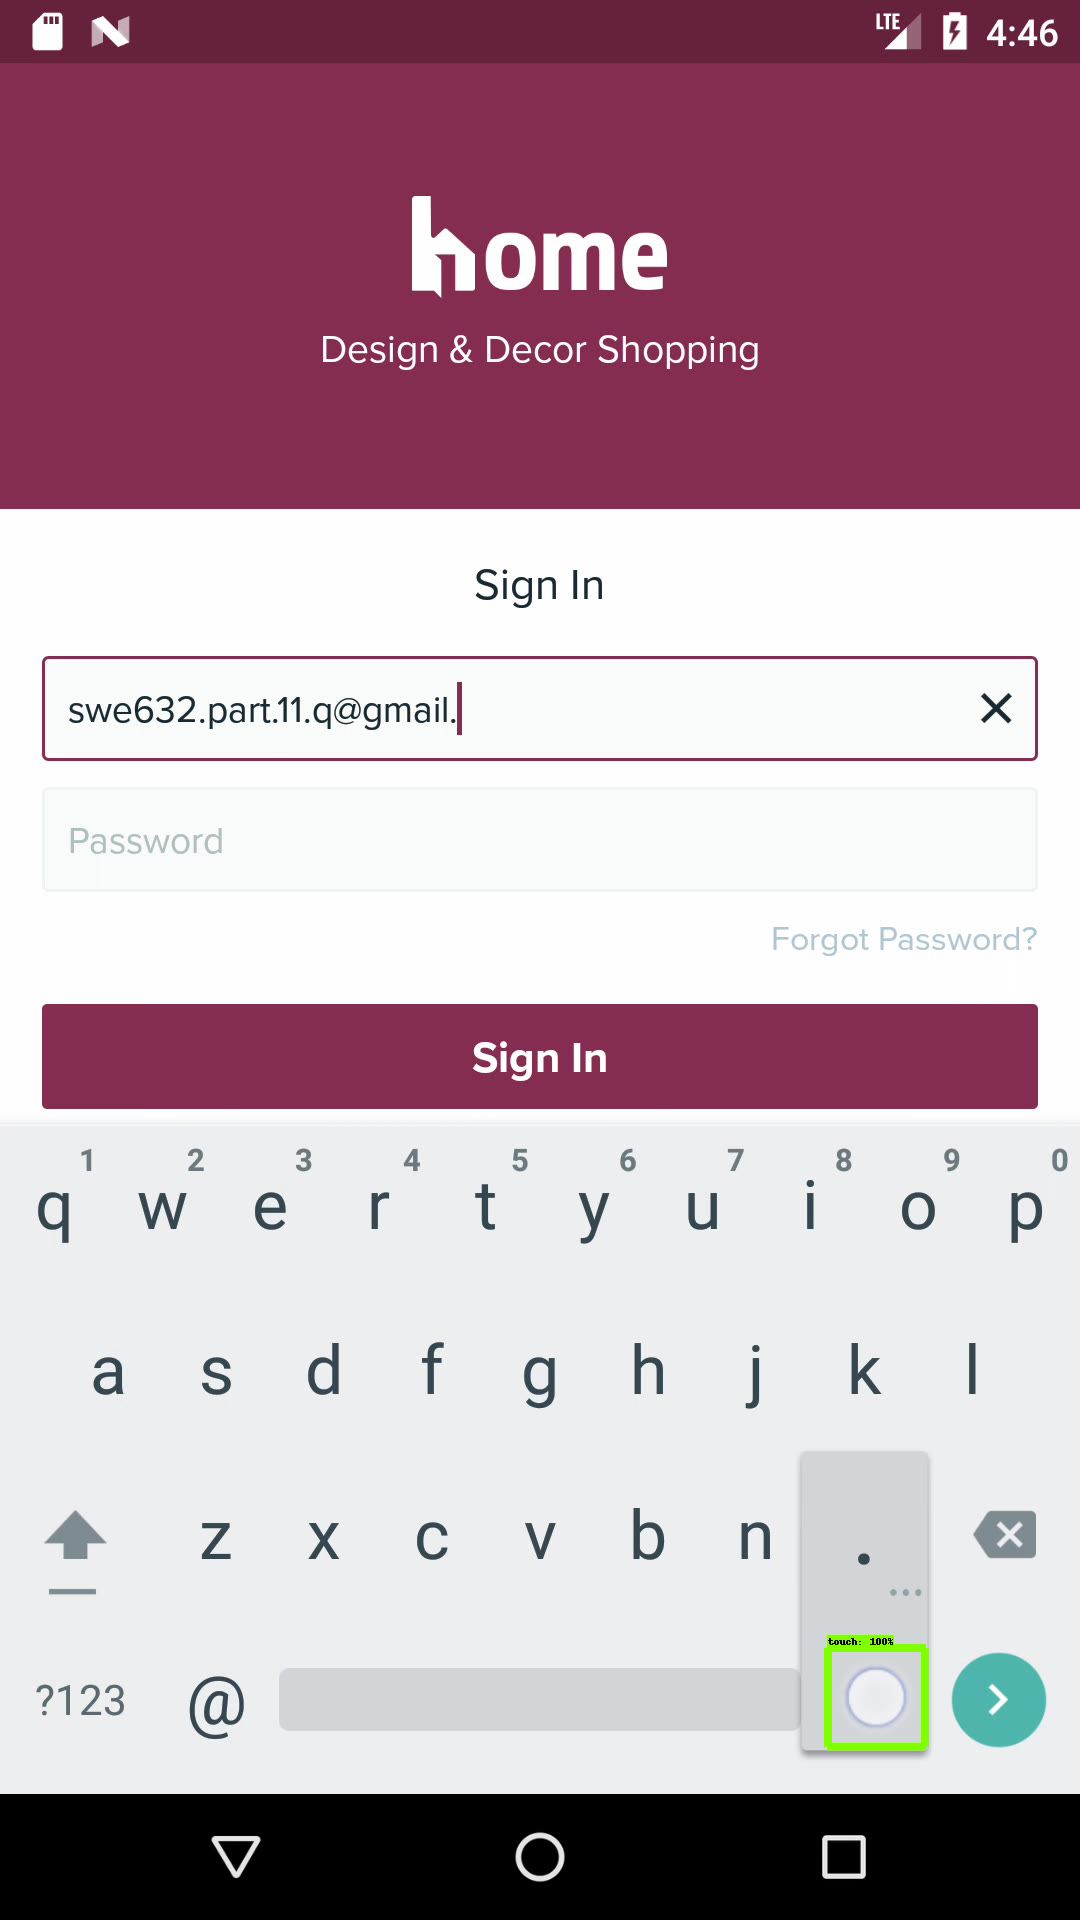 LTE 4:46
home
Design & Decor Shopping
Sign In
swe632.part.11.q@gmail.
Password
Forgot Password?
Sign In
1 2 3 4 5 6 7 8 9 0
q w e r t y u i o p
a s d f g h j k l
z x c v b n .
touch: 100%
?123 @